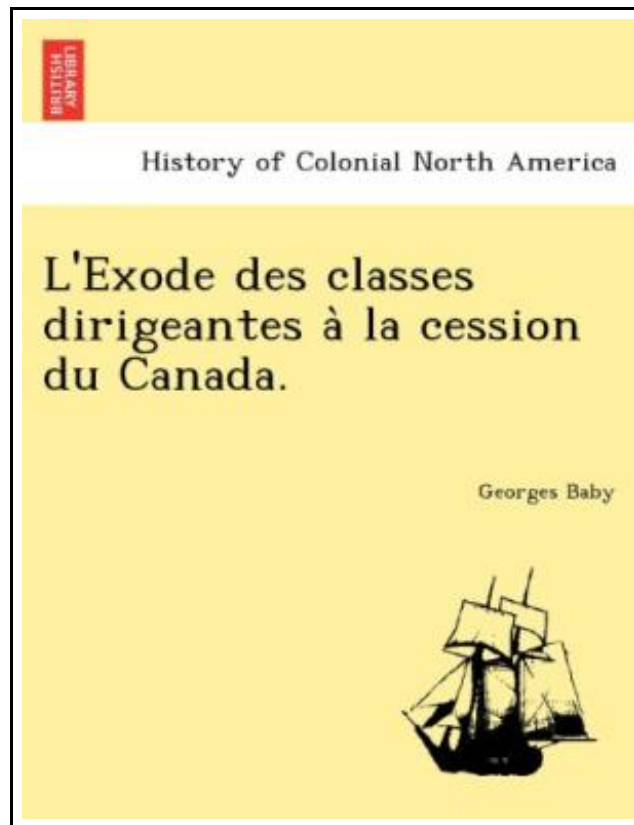 BRITISH
LIBRARY
History of Colonial North America
L'Exode des classes
dirigeantes à la cession
du Canada.
Georges Baby